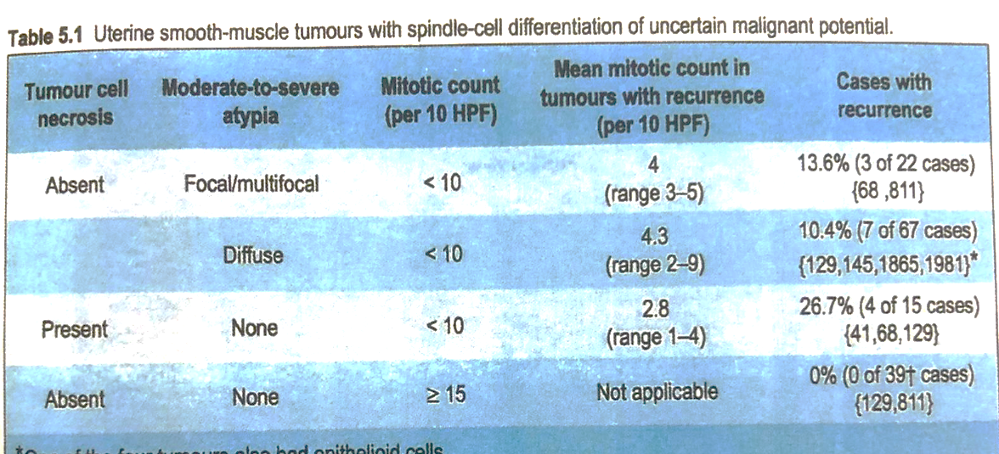 Table 5.1 Uterine smooth-muscle tumours with spindle-cell differentiation of uncertain malignant potential.
Tumour cell necrosis Moderate-to-severe atypia Mitotic count (per 10 HPF) Mean mitotic count in tumours with recurrence (per 10 HPF) Cases with recurrence
Absent Focal/multifocal < 10 4 (range 3–5) 13.6% (3 of 22 cases) {68 ,811}
Diffuse < 10 4.3 (range 2–9) 10.4% (7 of 67 cases) {129,145,1865,1981}*
Present None < 10 2.8 (range 1–4) 26.7% (4 of 15 cases) {41,68,129}
Absent None ≥ 15 Not applicable 0% (0 of 39† cases) {129,811}
of the four tumours also had epithelioid cells